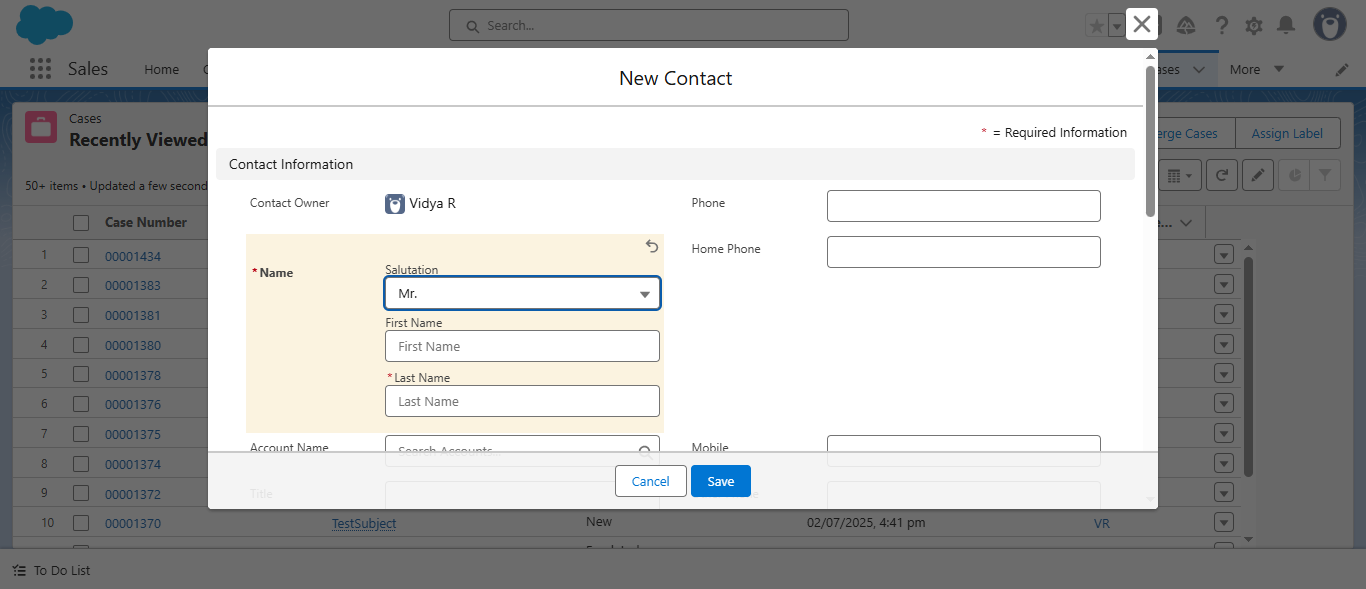 Search...
Sales Home
ases More
New Contact
* = Required Information
Contact Information
Contact Owner Vidya R Phone
Home Phone
* Name
Salutation
Mr.
First Name
First Name
* Last Name
Last Name
Account Name Search Accounts Mobile
Title
Cancel Save
Cases
Recently Viewed
erge Cases Assign Label
50+ items • Updated a few second
Case Number
1 00001434
2 00001383
3 00001381
4 00001380
5 00001378
6 00001376
7 00001375
8 00001374
9 00001372
10 00001370 TestSubject New 02/07/2025, 4:41 pm VR
To Do List